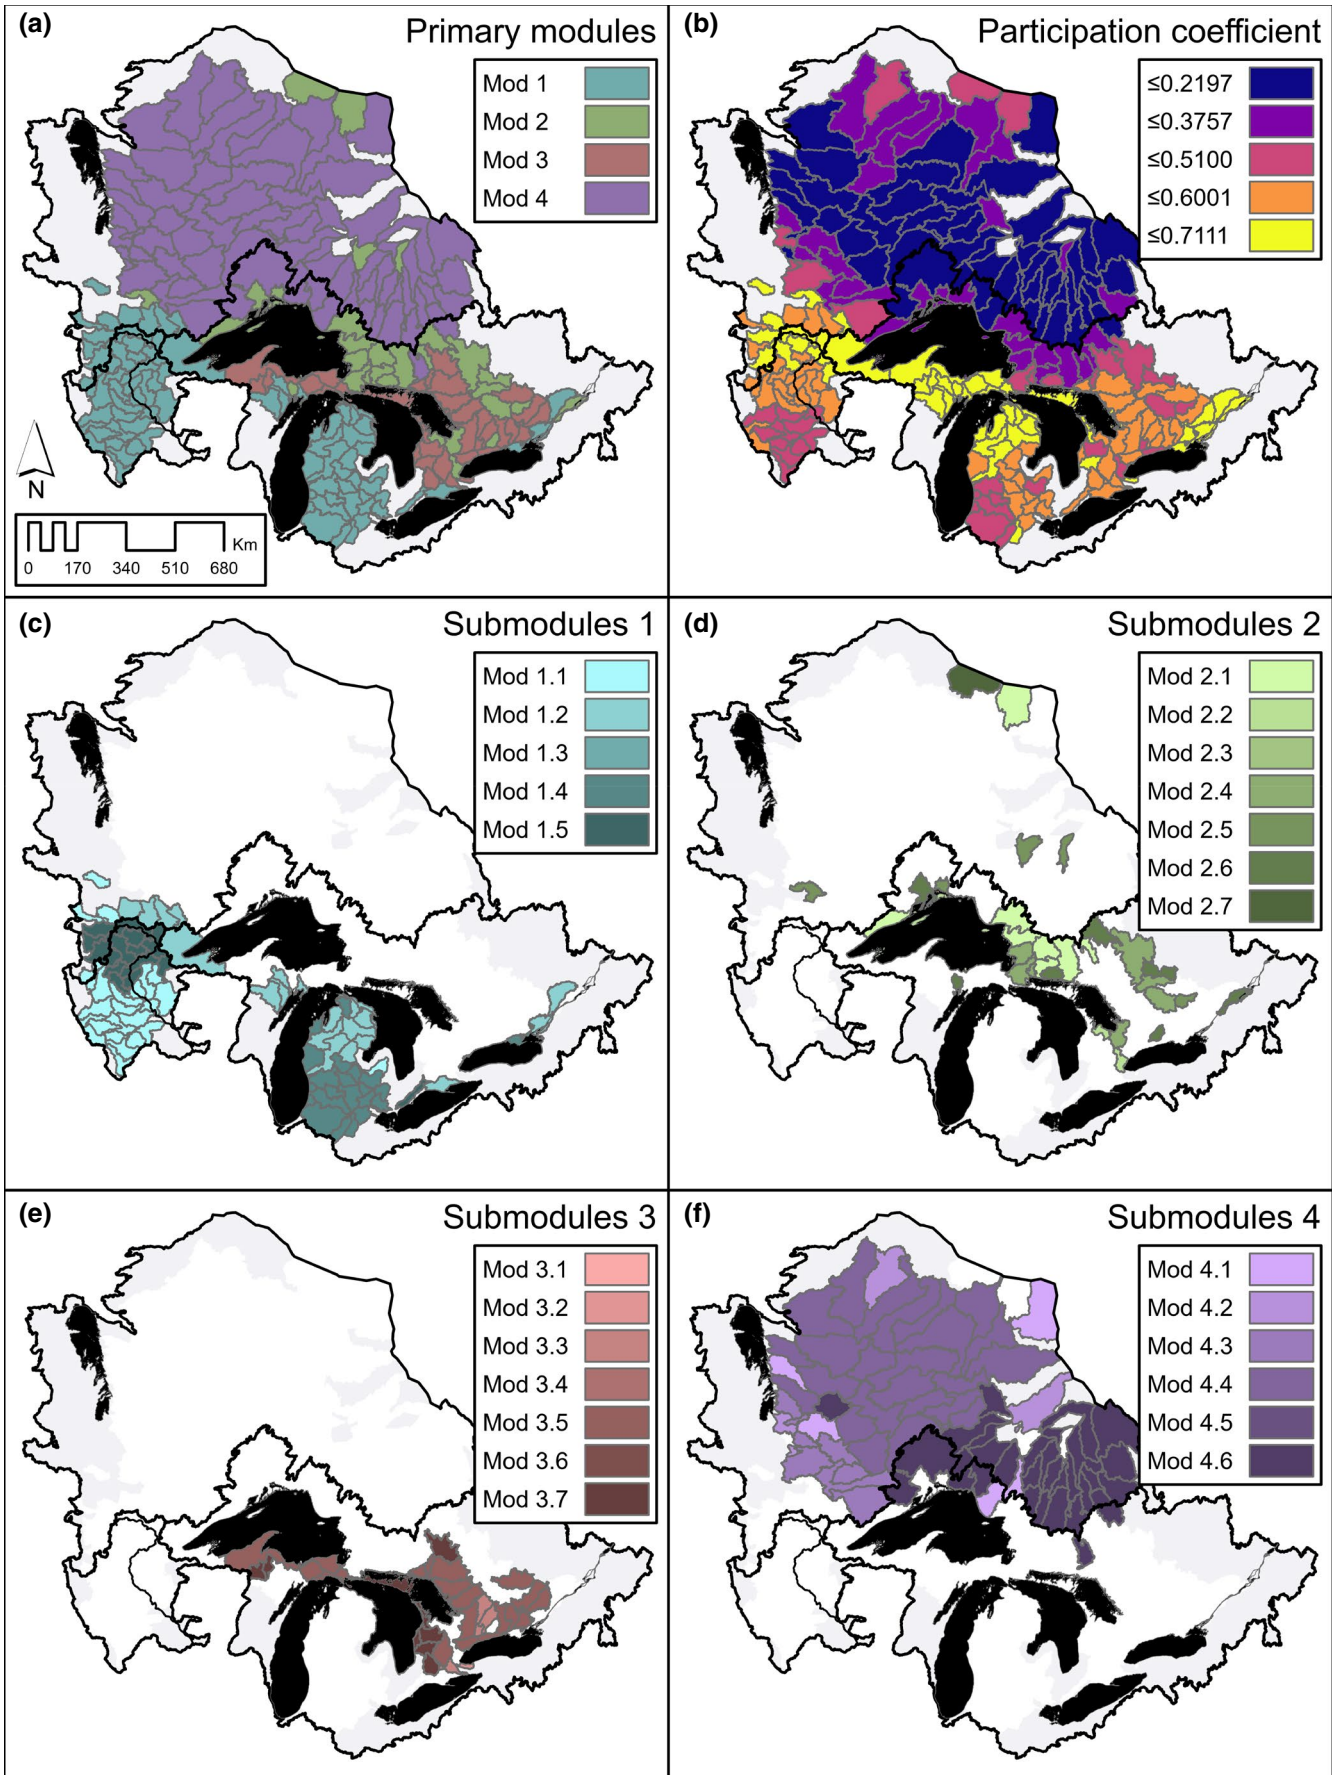 (a)
Primary modules
Mod 1
Mod 2
Mod 3
Mod 4
N
Km
0 170 340 510 680
(b)
Participation coefficient
≤0.2197
≤0.3757
≤0.5100
≤0.6001
≤0.7111
(c)
Submodules 1
Mod 1.1
Mod 1.2
Mod 1.3
Mod 1.4
Mod 1.5
(d)
Submodules 2
Mod 2.1
Mod 2.2
Mod 2.3
Mod 2.4
Mod 2.5
Mod 2.6
Mod 2.7
(e)
Submodules 3
Mod 3.1
Mod 3.2
Mod 3.3
Mod 3.4
Mod 3.5
Mod 3.6
Mod 3.7
(f)
Submodules 4
Mod 4.1
Mod 4.2
Mod 4.3
Mod 4.4
Mod 4.5
Mod 4.6